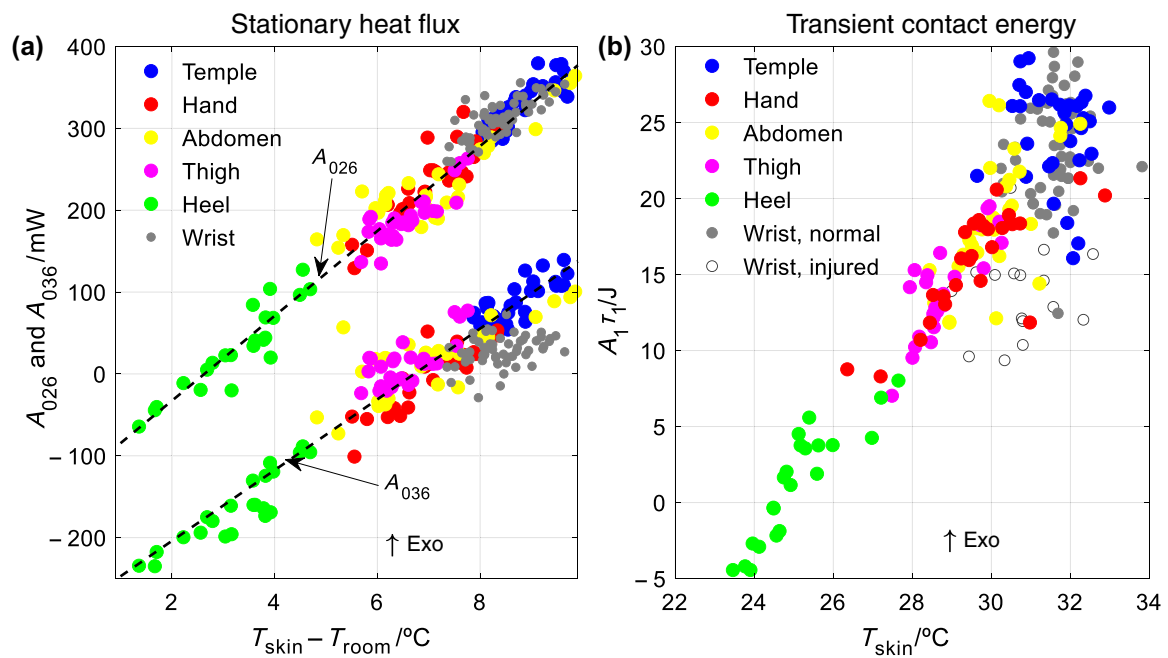 Stationary heat flux
Transient contact energy
(a)
(b)
400
300
200
100
0
− 100
− 200
A026 and A036 /mW
Temple
Hand
Abdomen
Thigh
Heel
Wrist
A026
A036
↑ Exo
2
4
6
8
Tskin – Troom /ºC
30
25
20
15
10
5
0
− 5
A1 τ1/J
Temple
Hand
Abdomen
Thigh
Heel
Wrist, normal
Wrist, injured
↑ Exo
22
24
26
28
30
32
34
Tskin/ºC